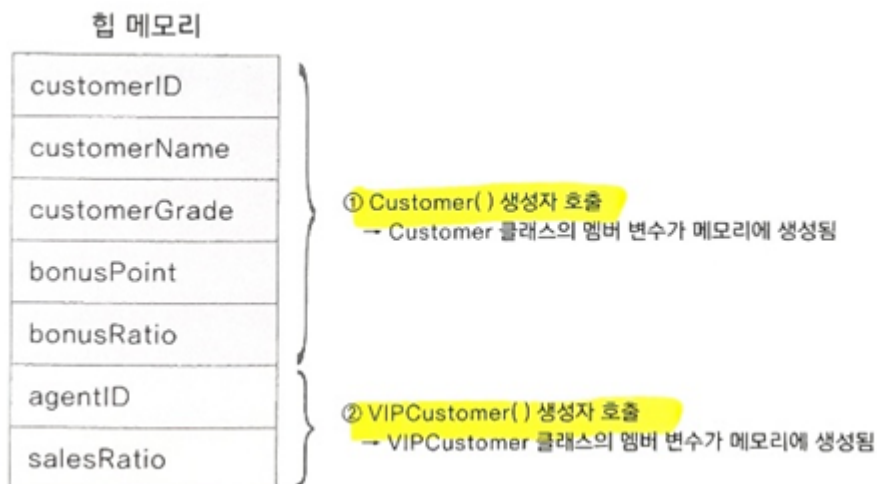 힙 메모리
customerID
customerName
customerGrade
bonusPoint
bonusRatio
agentID
salesRatio
① Customer( ) 생성자 호출
→ Customer 클래스의 멤버 변수가 메모리에 생성됨
② VIPCustomer( ) 생성자 호출
→ VIPCustomer 클래스의 멤버 변수가 메모리에 생성됨